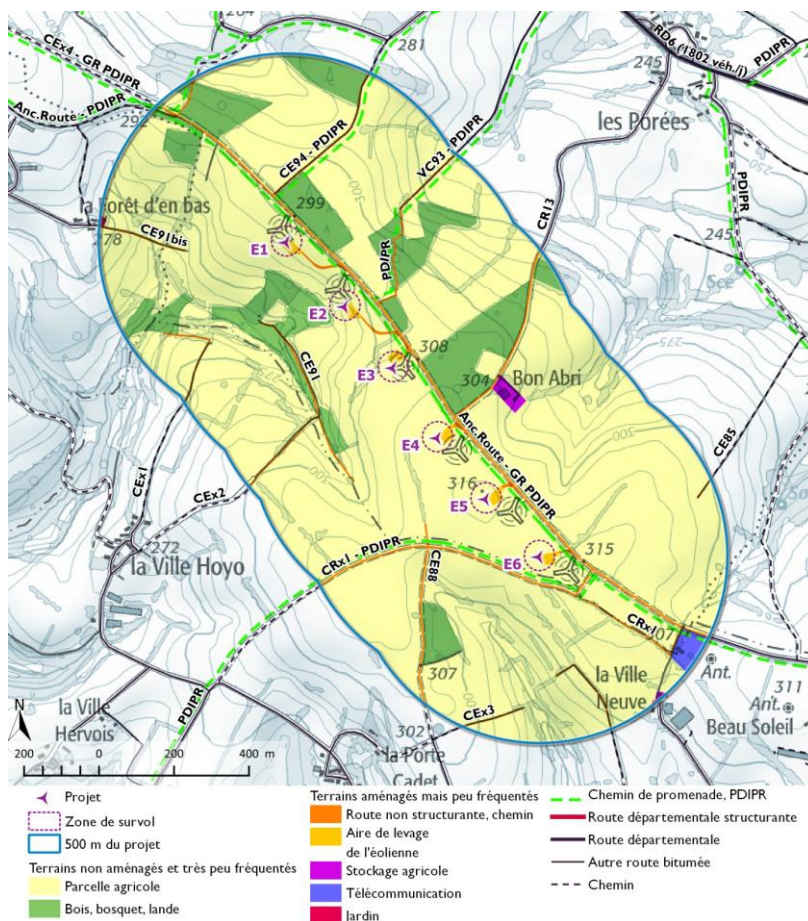 CEx4 - GR PDIPR
264
281
RD6 (1802 véh./j)
PDIPR
245
Anc.Route - PDIPR
292
les Porées
CE94 - PDIPR
VC93 - PDIPR
PDIPR
la Forêt d'en bas
278
CE91bis
299
E1
PDIPR
CR13
245
E2
308
E3
304
Bon Abri
CE91
E4
Anc.Route - GR PDIPR
CE85
CEx1
CEx2
316
E5
272
la Ville Hoyo
CRx1 - PDIPR
CE88
E6
315
CRx1
307
307
la Ville
Neuve
Ant.
311
Ant.
Beau Soleil
PDIPR
CEx3
302
la Porte
Cadet
la Ville
Hervois
N
200 0 200 400 m
Projet
Zone de survol
500 m du projet
Terrains non aménagés et très peu fréquentés
Parcelle agricole
Bois, bosquet, lande
Terrains aménagés mais peu fréquentés
Route non structurante, chemin
Aire de levage
de l'éolienne
Stockage agricole
Télécommunication
Jardin
Chemin de promenade, PDIPR
Route départementale structurante
Route départementale
Autre route bitumée
Chemin